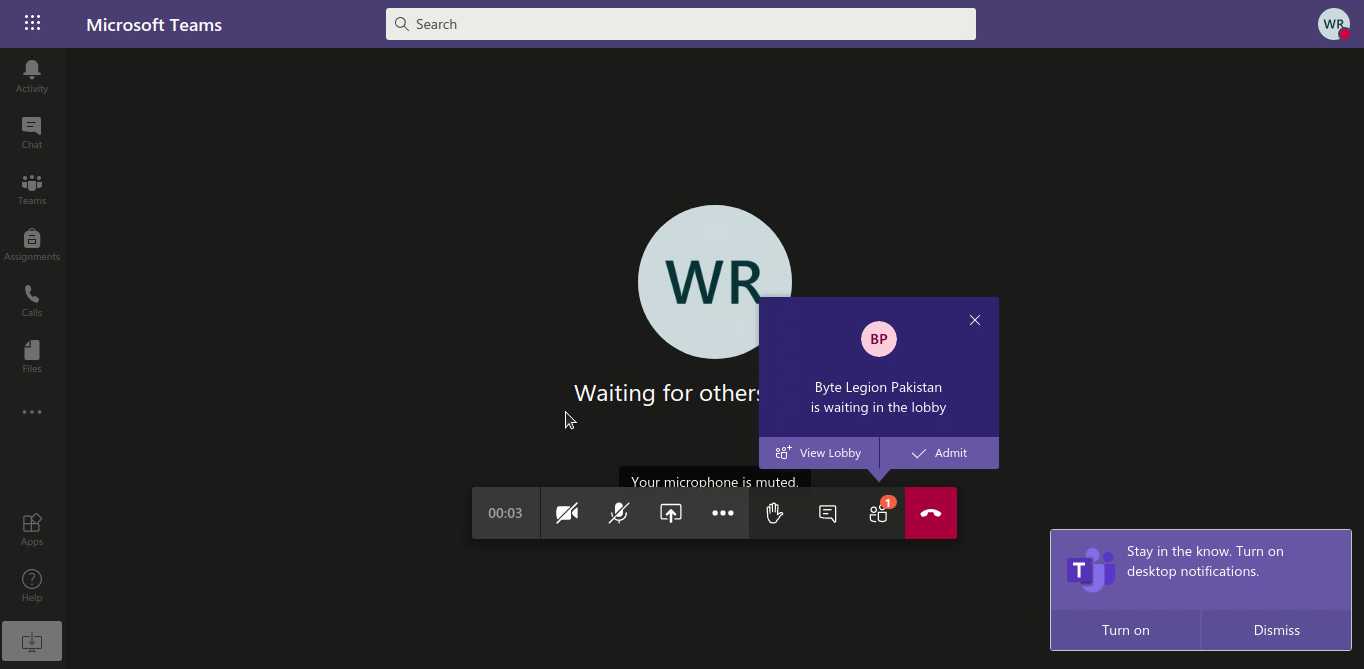 Microsoft Teams
Search
WR
Activity
Chat
Teams
Assignments
Calls
Files
Apps
Help
WR
Waiting for others
BP
Byte Legion Pakistan
is waiting in the lobby
View Lobby
Admit
Your microphone is muted.
00:03
1
T
Stay in the know. Turn on
desktop notifications.
Turn on
Dismiss